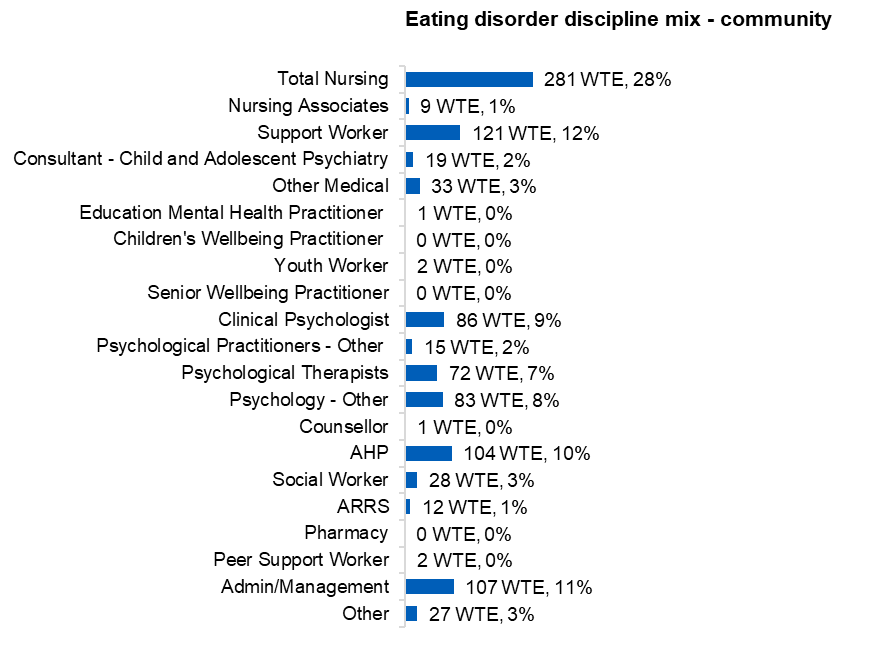 Eating disorder discipline mix - community
Total Nursing 281 WTE, 28%
Nursing Associates 9 WTE, 1%
Support Worker 121 WTE, 12%
Consultant - Child and Adolescent Psychiatry 19 WTE, 2%
Other Medical 33 WTE, 3%
Education Mental Health Practitioner 1 WTE, 0%
Children's Wellbeing Practitioner 0 WTE, 0%
Youth Worker 2 WTE, 0%
Senior Wellbeing Practitioner 0 WTE, 0%
Clinical Psychologist 86 WTE, 9%
Psychological Practitioners - Other 15 WTE, 2%
Psychological Therapists 72 WTE, 7%
Psychology - Other 83 WTE, 8%
Counsellor 1 WTE, 0%
AHP 104 WTE, 10%
Social Worker 28 WTE, 3%
ARRS 12 WTE, 1%
Pharmacy 0 WTE, 0%
Peer Support Worker 2 WTE, 0%
Admin/Management 107 WTE, 11%
Other 27 WTE, 3%